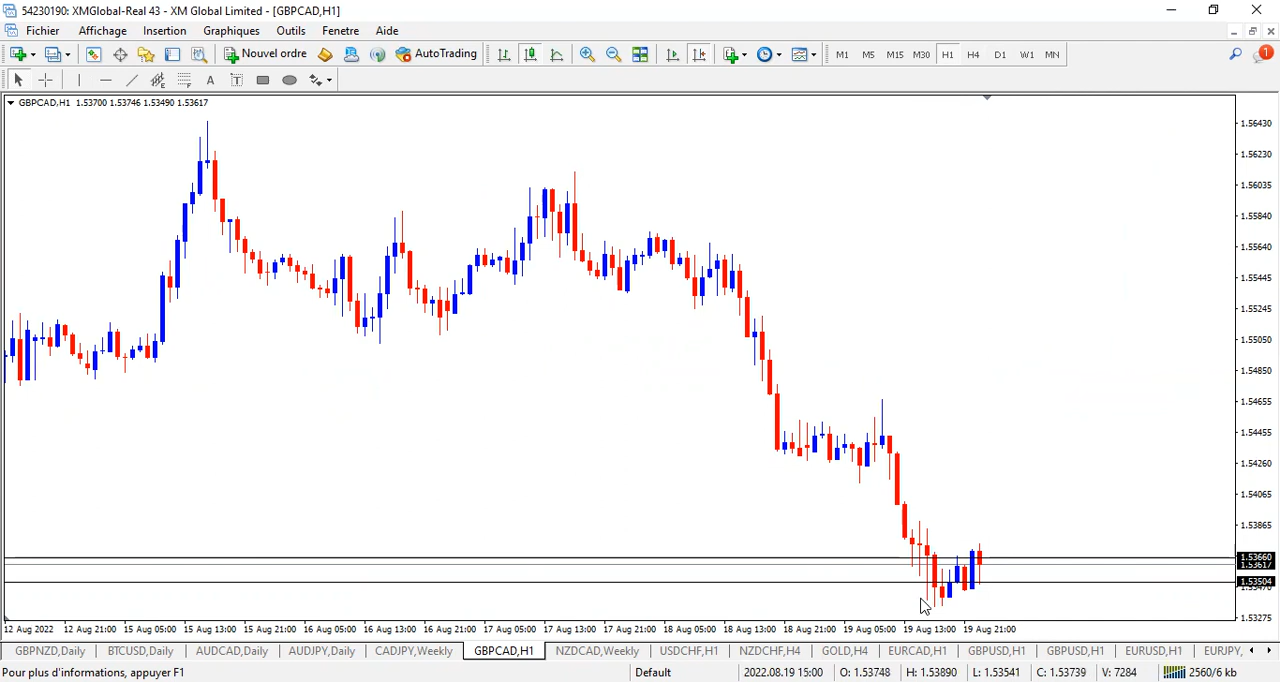 54230190: XMGlobal-Real 43 - XM Global Limited - [GBPCAD,H1]
Fichier Affichage Insertion Graphiques Outils Fenetre Aide
Nouvel ordre AutoTrading M1 M5 M15 M30 H1 H4 D1 W1 MN 1
A T
GBPCAD,H1 1.53700 1.53746 1.53490 1.53617
1.56430
1.56230
1.56035
1.55840
1.55640
1.55445
1.55245
1.55050
1.54850
1.54655
1.54455
1.54260
1.54065
1.53865
1.53660
1.53617
1.53504
1.53275
12 Aug 2022 12 Aug 21:00 15 Aug 05:00 15 Aug 13:00 15 Aug 21:00 16 Aug 05:00 16 Aug 13:00 16 Aug 21:00 17 Aug 05:00 17 Aug 13:00 17 Aug 21:00 18 Aug 05:00 18 Aug 13:00 18 Aug 21:00 19 Aug 05:00 19 Aug 13:00 19 Aug 21:00
GBPNZD,Daily BTCUSD,Daily AUDCAD,Daily AUDJPY,Daily CADJPY,Weekly GBPCAD,H1 NZDCAD,Weekly USDCHF,H1 NZDCHF,H4 GOLD,H4 EURCAD,H1 GBPUSD,H1 GBPUSD,H1 EURUSD,H1 EURJPY,
Pour plus d'informations, appuyer F1 Default 2022.08.19 15:00 O: 1.53748 H: 1.53890 L: 1.53541 C: 1.53739 V: 7284 2560/6 kb